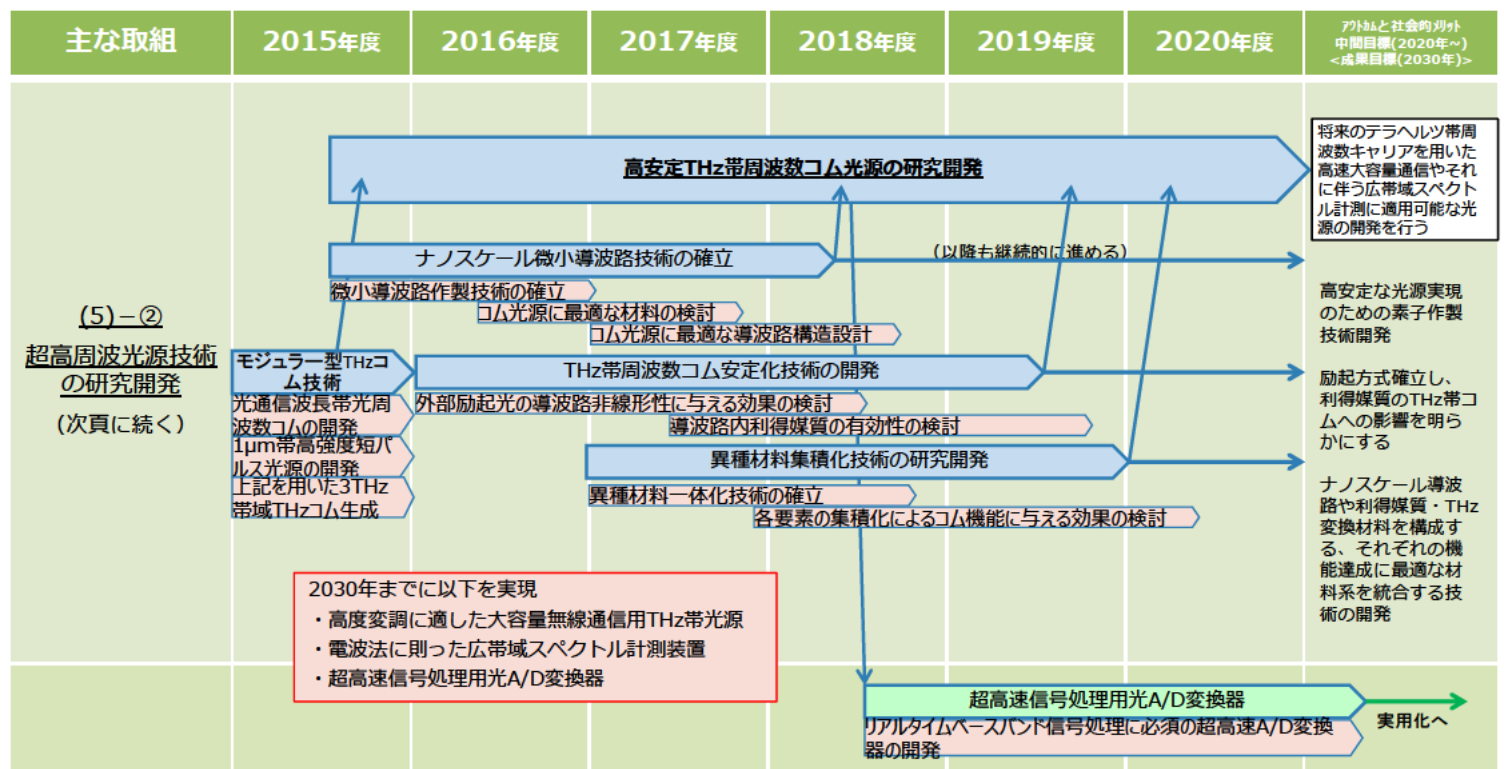 主な取組
2015年度
2016年度
2017年度
2018年度
2019年度
2020年度
ｱｳﾄｶﾑと社会的ﾒﾘｯﾄ
中間目標(2020年~)
<成果目標(2030年)>
(5)－②
超高周波光源技術
の研究開発
(次頁に続く)
高安定THz帯周波数コム光源の研究開発
ナノスケール微小導波路技術の確立
(以降も継続的に進める)
微小導波路作製技術の確立
コム光源に最適な材料の検討
コム光源に最適な導波路構造設計
モジュラー型THzコ
ム技術
THz帯周波数コム安定化技術の開発
光通信波長帯光周
波数コムの開発
外部励起光の導波路非線形性に与える効果の検討
導波路内利得媒質の有効性の検討
1μm帯高強度短パ
ルス光源の開発
異種材料集積化技術の研究開発
上記を用いた3THz
帯域THzコム生成
異種材料一体化技術の確立
各要素の集積化によるコム機能に与える効果の検討
2030年までに以下を実現
・高度変調に適した大容量無線通信用THz帯光源
・電波法に則った広帯域スペクトル計測装置
・超高速信号処理用光A/D変換器
将来のテラヘルツ帯周
波数キャリアを用いた
高速大容量通信やそれ
に伴う広帯域スペクト
ル計測に適用可能な光
源の開発を行う
高安定な光源実現
のための素子作製
技術開発
励起方式確立し、
利得媒質のTHz帯コ
ムへの影響を明ら
かにする
ナノスケール導波
路や利得媒質・THz
変換材料を構成す
る、それぞれの機
能達成に最適な材
料系を統合する技
術の開発
超高速信号処理用光A/D変換器
リアルタイムベースバンド信号処理に必須の超高速A/D変換
器の開発
実用化へ